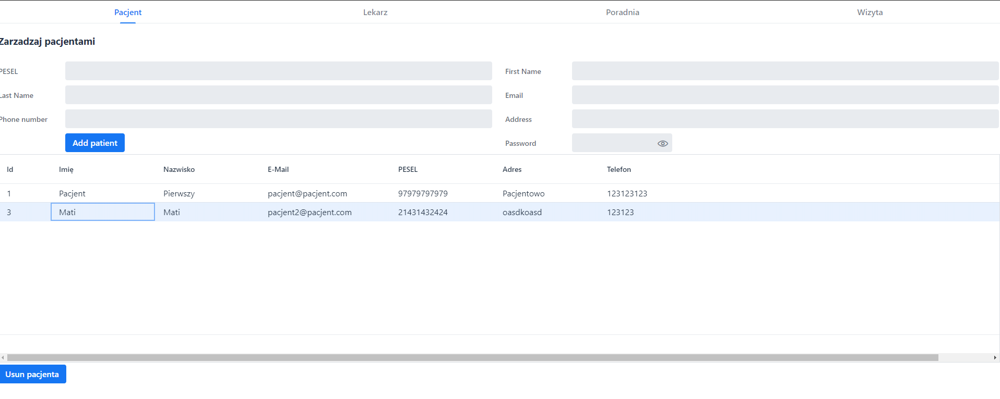 Pacjent Lekarz Poradnia Wizyta
Zarzadzaj pacjentami
PESEL First Name
Last Name Email
Phone number Address
Add patient Password
Id Imię Nazwisko E-Mail PESEL Adres Telefon
1 Pacjent Pierwszy pacjent@pacjent.com 97979797979 Pacjentowo 123123123
3 Mati Mati pacjent2@pacjent.com 21431432424 oasdkoasd 123123
Usun pacjenta